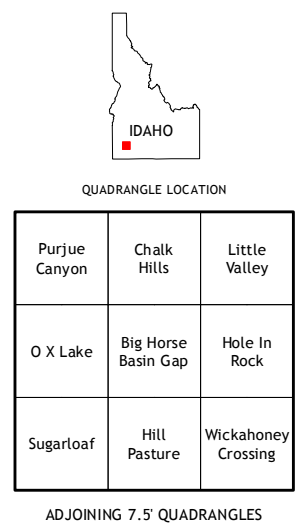 IDAHO
QUADRANGLE LOCATION
Purjue
Canyon
Chalk
Hills
Little
Valley
O X Lake
Big Horse
Basin Gap
Hole In
Rock
Sugarloaf
Hill
Pasture
Wickahoney
Crossing
ADJOINING 7.5' QUADRANGLES